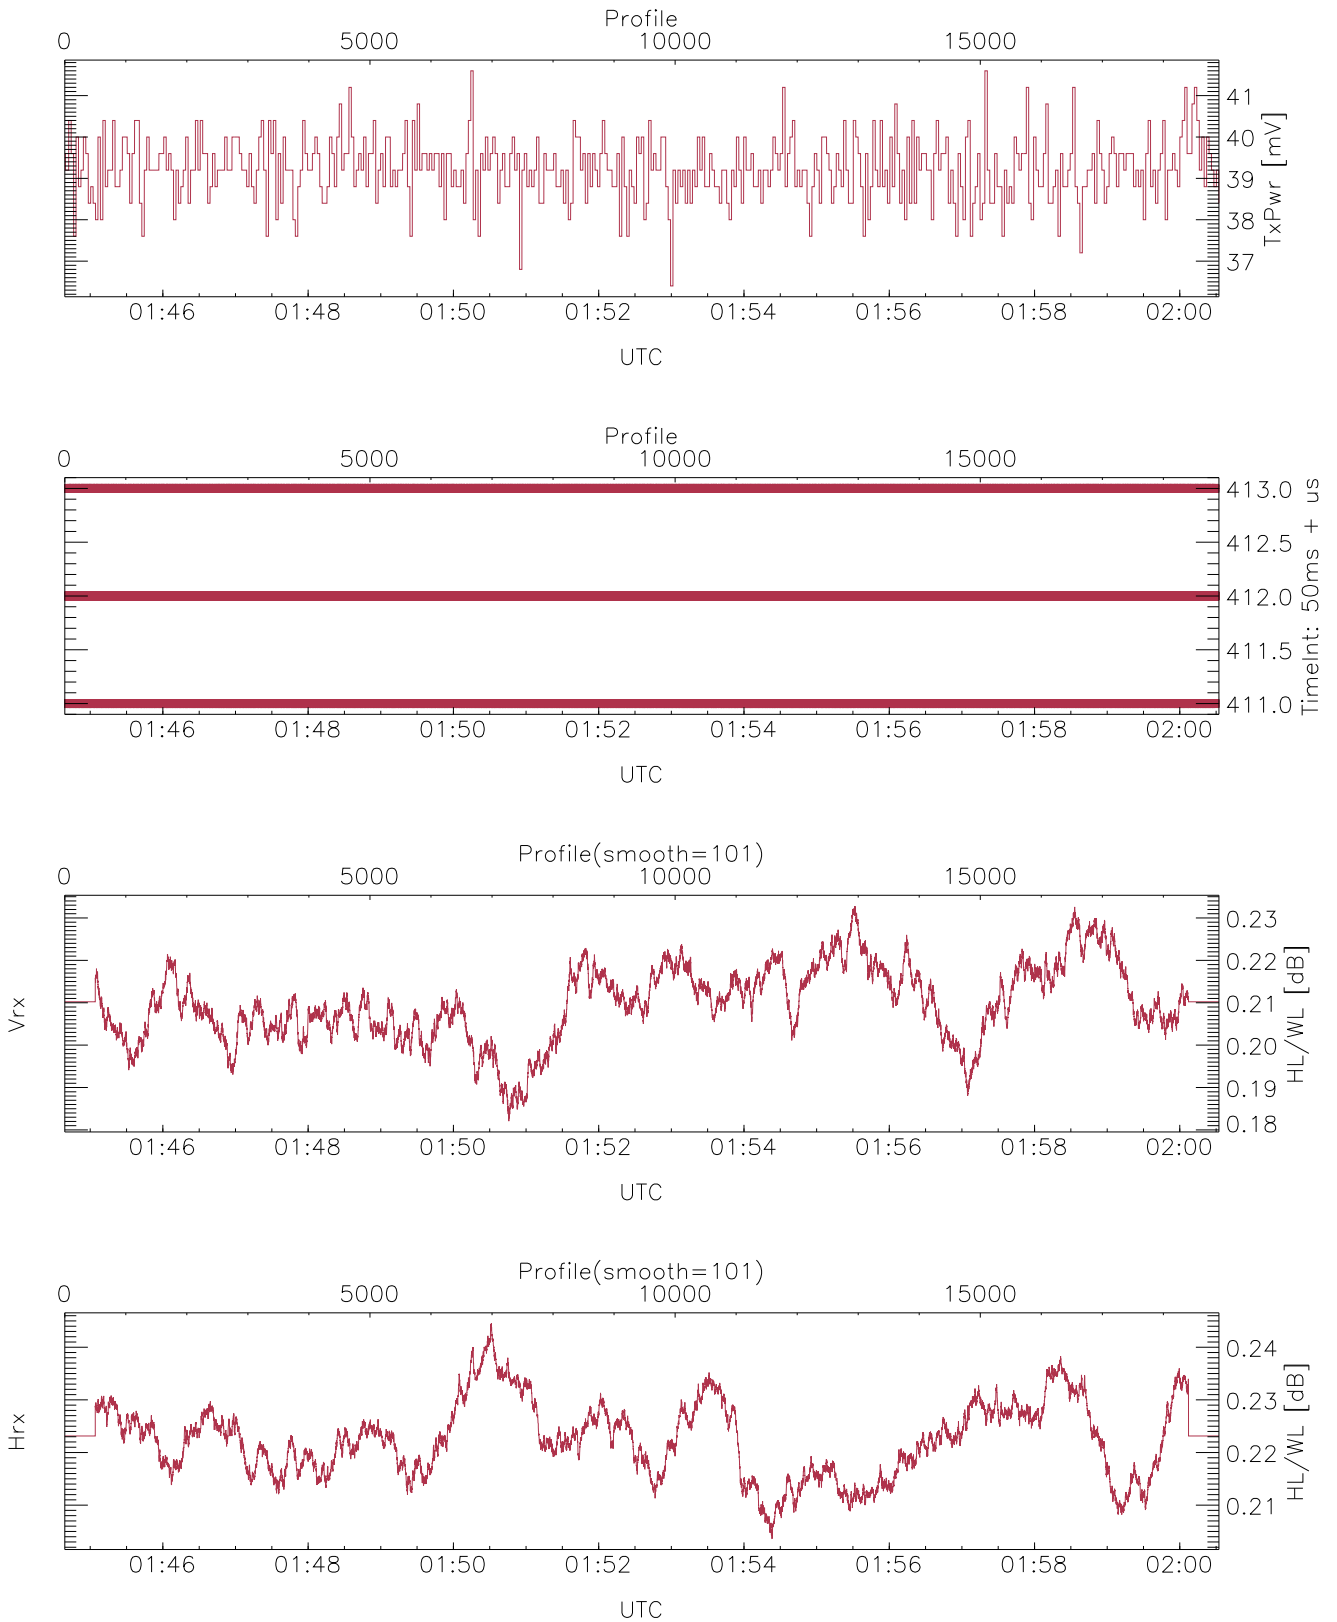 Profile
0 5000 10000 15000
41
40
39
38
37
TxPwr [mV]
01:46 01:48 01:50 01:52 01:54 01:56 01:58 02:00
UTC
Profile
0 5000 10000 15000
413.0
412.5
412.0
411.5
411.0
TimeInt: 50ms + us
01:46 01:48 01:50 01:52 01:54 01:56 01:58 02:00
UTC
Profile(smooth=101)
0 5000 10000 15000
Vrx
0.23
0.22
0.21
0.20
0.19
0.18
HL/WL [dB]
01:46 01:48 01:50 01:52 01:54 01:56 01:58 02:00
UTC
Profile(smooth=101)
0 5000 10000 15000
Hrx
0.24
0.23
0.22
0.21
HL/WL [dB]
01:46 01:48 01:50 01:52 01:54 01:56 01:58 02:00
UTC